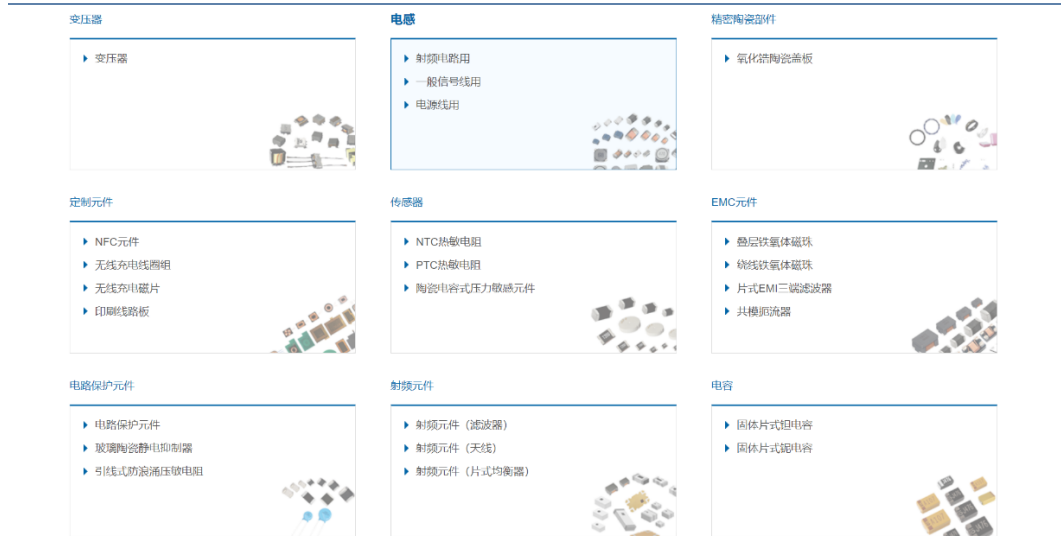 变压器
变压器
电感
射频电路用
一般信号线用
电源线用
精密陶瓷部件
氧化锆陶瓷盖板
定制元件
NFC元件
无线充电线圈组
无线充电磁片
印刷线路板
传感器
NTC热敏电阻
PTC热敏电阻
陶瓷电容式压力敏感元件
EMC元件
叠层铁氧体磁珠
绕线铁氧体磁珠
片式EMI三端滤波器
共模扼流器
电路保护元件
电路保护元件
玻璃陶瓷静电抑制器
引线式防浪涌压敏电阻
射频元件
射频元件（滤波器）
射频元件（天线）
射频元件（片式均衡器）
电容
固体片式钽电容
固体片式铌电容